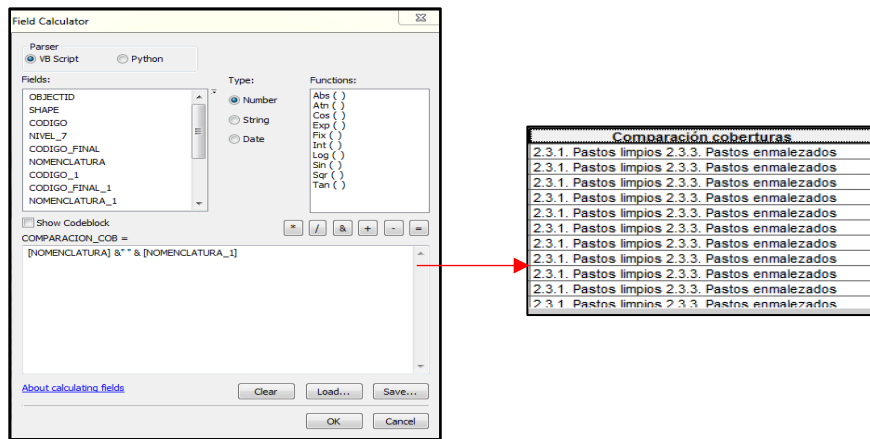 Field Calculator
Parser
VB Script Python
Fields: Type: Functions:
OBJECTID
SHAPE
CODIGO
NIVEL_7
CODIGO_FINAL
NOMENCLATURA
CODIGO_1
CODIGO_FINAL_1
NOMENCLATURA_1
Number
String
Date
Abs ( )
Atn ( )
Cos ( )
Exp ( )
Fix ( )
Int ( )
Log ( )
Sin ( )
Sqr ( )
Tan ( )
Show Codeblock
* / & + - =
COMPARACION_COB =
[NOMENCLATURA] &" " & [NOMENCLATURA_1]
About calculating fields
Clear Load... Save...
OK Cancel
Comparación coberturas
2.3.1. Pastos limpios 2.3.3. Pastos enmalezados
2.3.1. Pastos limpios 2.3.3. Pastos enmalezados
2.3.1. Pastos limpios 2.3.3. Pastos enmalezados
2.3.1. Pastos limpios 2.3.3. Pastos enmalezados
2.3.1. Pastos limpios 2.3.3. Pastos enmalezados
2.3.1. Pastos limpios 2.3.3. Pastos enmalezados
2.3.1. Pastos limpios 2.3.3. Pastos enmalezados
2.3.1. Pastos limpios 2.3.3. Pastos enmalezados
2.3.1. Pastos limpios 2.3.3. Pastos enmalezados
2.3.1. Pastos limpios 2.3.3. Pastos enmalezados
2.3.1. Pastos limpios 2.3.3. Pastos enmalezados